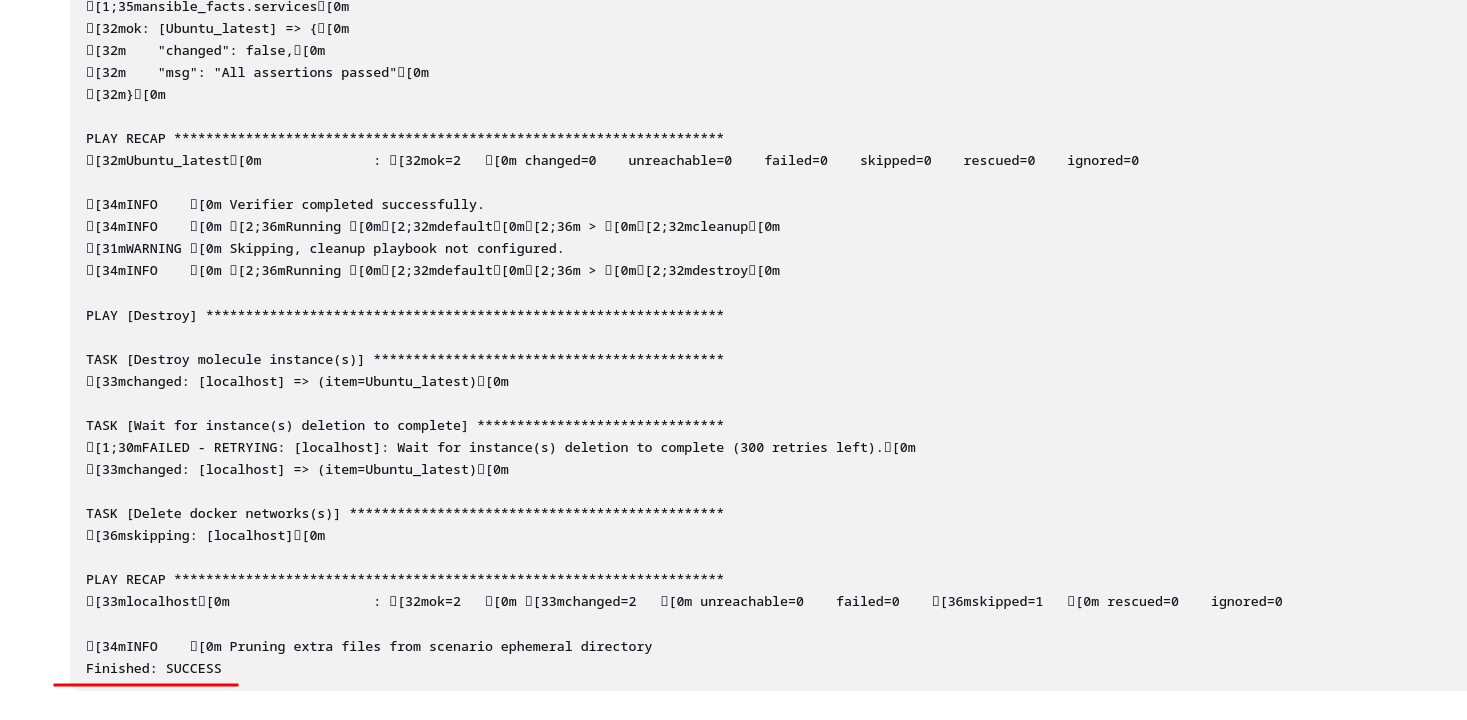 ▯[1;35mansible_facts.services▯[0m
▯[32mok: [Ubuntu_latest] => {▯[0m
▯[32m    "changed": false,▯[0m
▯[32m    "msg": "All assertions passed"▯[0m
▯[32m}▯[0m
PLAY RECAP *********************************************************************
▯[32mUbuntu_latest▯[0m              : ▯[32mok=2   ▯[0m changed=0    unreachable=0    failed=0    skipped=0    rescued=0    ignored=0
▯[34mINFO    ▯[0m Verifier completed successfully.
▯[34mINFO    ▯[0m ▯[2;36mRunning ▯[0m▯[2;32mdefault▯[0m▯[2;36m > ▯[0m▯[2;32mcleanup▯[0m
▯[31mWARNING ▯[0m Skipping, cleanup playbook not configured.
▯[34mINFO    ▯[0m ▯[2;36mRunning ▯[0m▯[2;32mdefault▯[0m▯[2;36m > ▯[0m▯[2;32mdestroy▯[0m
PLAY [Destroy] *****************************************************************
TASK [Destroy molecule instance(s)] ********************************************
▯[33mchanged: [localhost] => (item=Ubuntu_latest)▯[0m
TASK [Wait for instance(s) deletion to complete] *******************************
▯[1;30mFAILED - RETRYING: [localhost]: Wait for instance(s) deletion to complete (300 retries left).▯[0m
▯[33mchanged: [localhost] => (item=Ubuntu_latest)▯[0m
TASK [Delete docker networks(s)] ***********************************************
▯[36mskipping: [localhost]▯[0m
PLAY RECAP *********************************************************************
▯[33mlocalhost▯[0m                  : ▯[32mok=2   ▯[0m ▯[33mchanged=2   ▯[0m unreachable=0    failed=0    ▯[36mskipped=1   ▯[0m rescued=0    ignored=0
▯[34mINFO    ▯[0m Pruning extra files from scenario ephemeral directory
Finished: SUCCESS